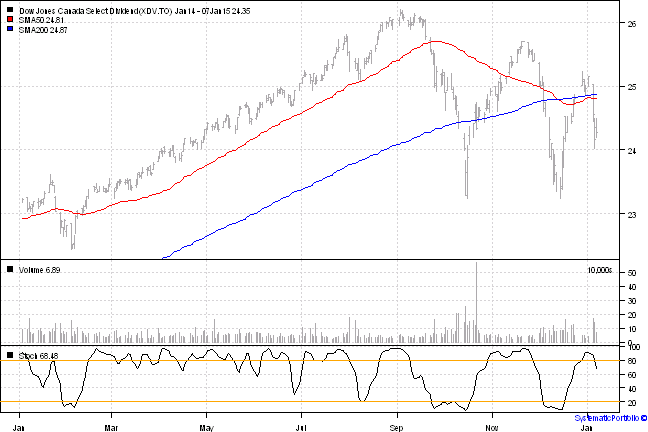 Dow Jones Canada Select Dividend(XDV.TO) Jan14 - 07Jan15 24.35
SMA50 24.81
SMA200 24.87
26
25
24
23
Volume 6.89
10,000s
50
40
30
20
10
0
Stoch 68.48
100
80
60
40
20
Jan Mar May Jul Sep Nov Jan
SystematicPortfolio ©